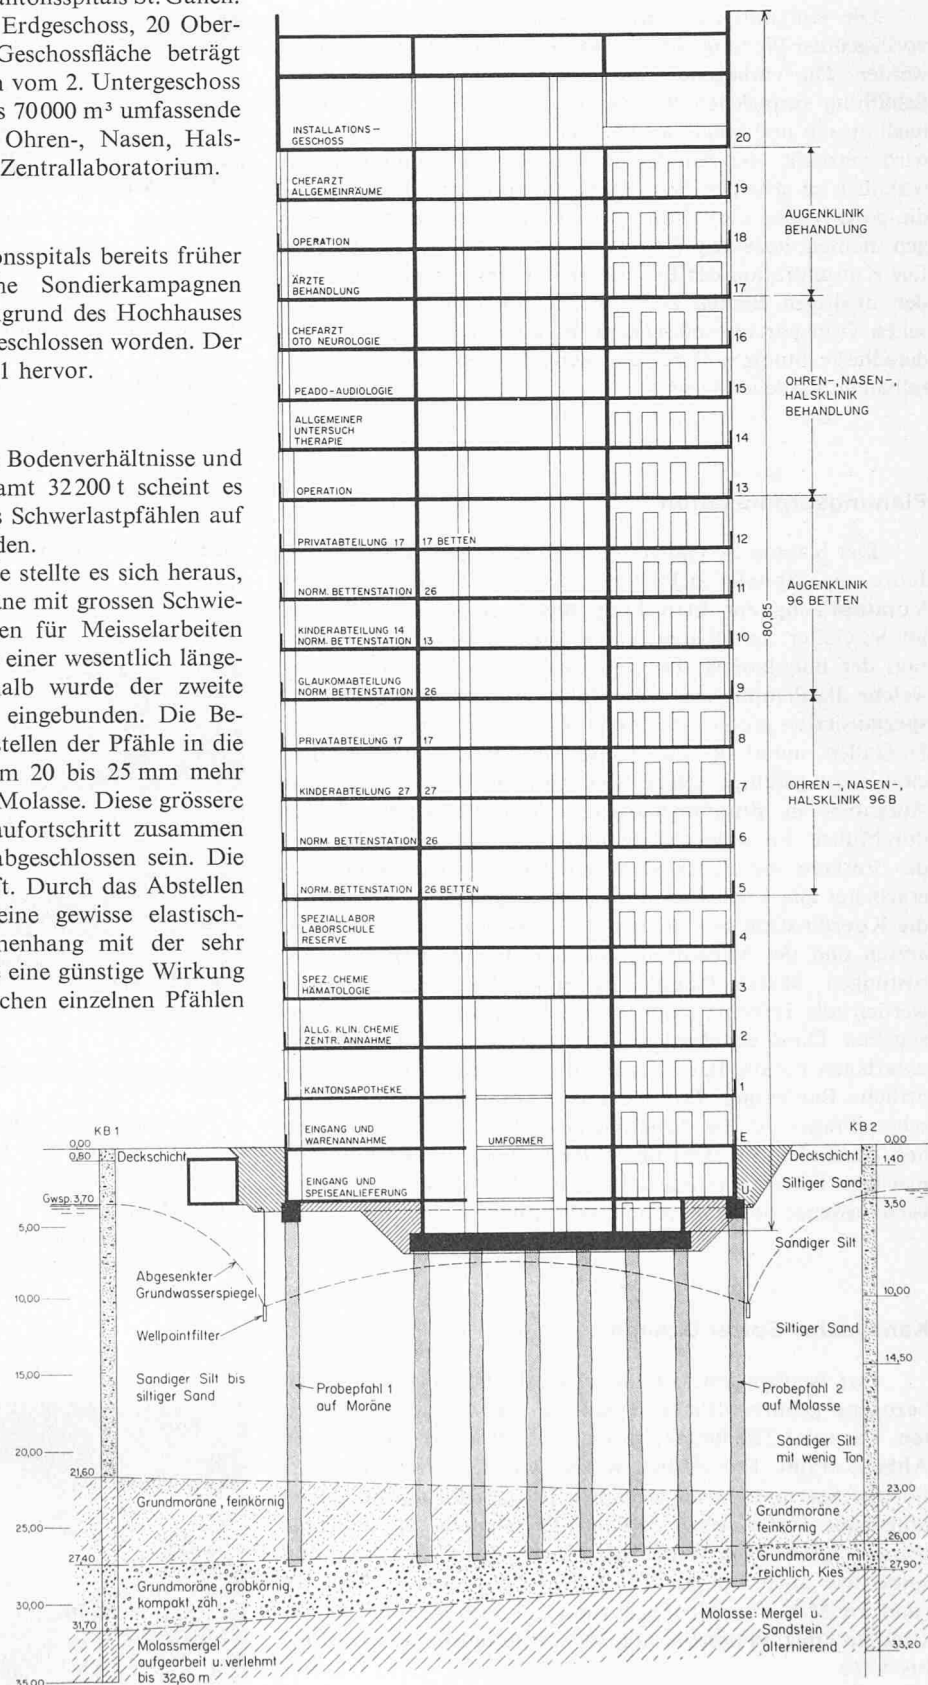 ntonsspitals St. Gallen.
Erdgeschoss, 20 Ober-
Geschossfläche beträgt
vom 2. Untergeschoss
s 70 000 m³ umfassende
Ohren-, Nasen, Hals-
Zentrallaboratorium.
onsspitals bereits früher
ne Sondierkampagnen
grund des Hochhauses
eschlossen worden. Der
1 hervor.
Bodenverhältnisse und
amt 32 200 t scheint es
s Schwerlastpfählen auf
den.
e stellte es sich heraus,
ne mit grossen Schwie-
en für Meisselarbeiten
einer wesentlich länge-
alb wurde der zweite
eingebunden. Die Be-
stellen der Pfähle in die
m 20 bis 25 mm mehr
Molasse. Diese grössere
aufortschritt zusammen
abgeschlossen sein. Die
ft. Durch das Abstellen
eine gewisse elastisch-
nenhang mit der sehr
eine günstige Wirkung
chen einzelnen Pfählen
INSTALLATIONS-
GESCHOSS
20
CHEFARZT
ALLGEMEINRÄUME
19
OPERATION
18
ÄRZTE
BEHANDLUNG
17
CHEFARZT
OTO NEUROLOGIE
16
PEADO-AUDIOLOGIE
15
ALLGEMEINER
UNTERSUCH
THERAPIE
14
OPERATION
13
PRIVATABTEILUNG 17 17 BETTEN
12
NORM. BETTENSTATION 26
11
KINDERABTEILUNG 14
NORM. BETTENSTATION 13
10
GLAUKOMABTEILUNG
NORM BETTENSTATION 26
9
PRIVATABTEILUNG 17 17
8
KINDERABTEILUNG 27 27
7
NORM. BETTENSTATION 26
6
NORM. BETTENSTATION 26 BETTEN
5
SPEZIALLABOR
LABORSCHULE
RESERVE
4
SPEZ. CHEMIE
HÄMATOLOGIE
3
ALLG. KLIN. CHEMIE
ZENTR. ANNAHME
2
KANTONSAPOTHEKE
1
EINGANG UND
WARENANNAHME
UMFORMER
E
EINGANG UND
SPEISEANLIEFERUNG
U
AUGENKLINIK
BEHANDLUNG
OHREN-, NASEN-,
HALSKLINIK
BEHANDLUNG
AUGENKLINIK
96 BETTEN
OHREN-, NASEN-,
HALSKLINIK 96 B
80,85
KB 1
0,00
0,80
Deckschicht
Gwsp. 3,70
5,00
10,00
15,00
20,00
21,60
25,00
27,40
30,00
31,70
35,00
Abgesenkter
Grundwasserspiegel
Wellpointfilter
Sandiger Silt bis
siltiger Sand
Probepfahl 1
auf Moräne
Grundmoräne, feinkörnig
Grundmoräne, grobkörnig,
kompakt, zäh
Molassmergel
aufgearbeit u. verlehmt
bis 32,60 m
KB 2
0,00
Deckschicht
1,40
Siltiger Sand
3,50
Sandiger Silt
10,00
Siltiger Sand
14,50
Probepfahl 2
auf Molasse
Sandiger Silt
mit wenig Ton
23,00
Grundmoräne
feinkörnig
26,00
Grundmoräne mit
reichlich Kies
27,90
Molasse: Mergel u.
Sandstein
alternierend
33,20